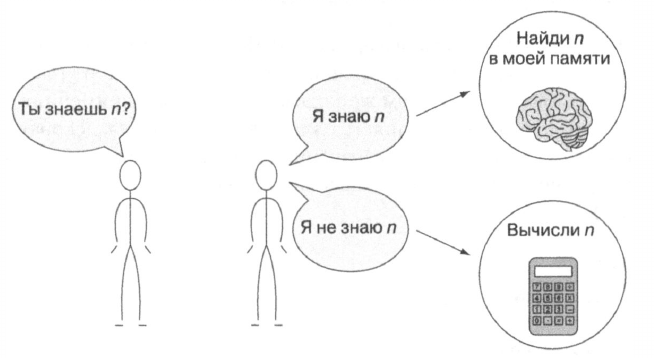 Ты знаешь n?
Я знаю n
Найди n
в моей памяти
Я не знаю n
Вычисли n